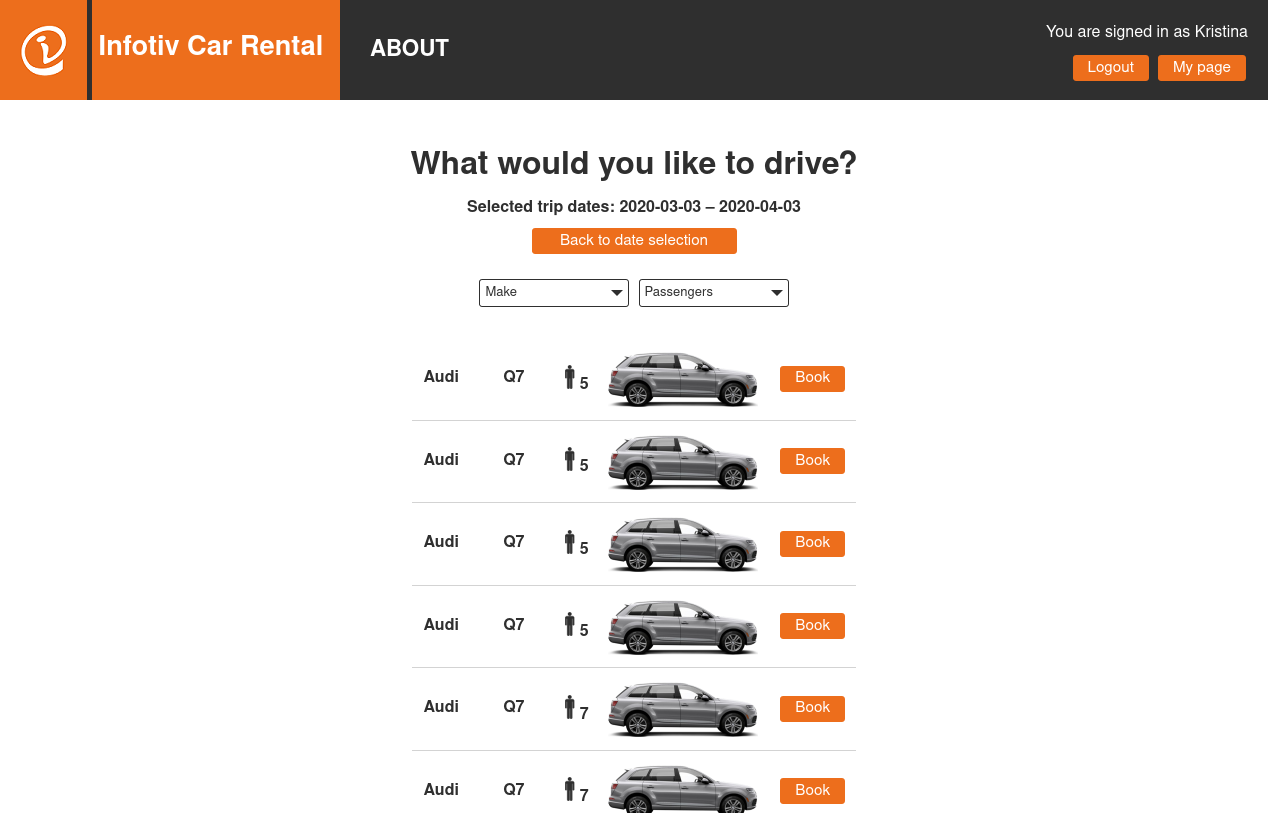 Infotiv Car Rental
ABOUT
You are signed in as Kristina
Logout
My page
What would you like to drive?
Selected trip dates: 2020-03-03 – 2020-04-03
Back to date selection
Make
Passengers
Audi Q7 5 Book
Audi Q7 5 Book
Audi Q7 5 Book
Audi Q7 5 Book
Audi Q7 7 Book
Audi Q7 7 Book